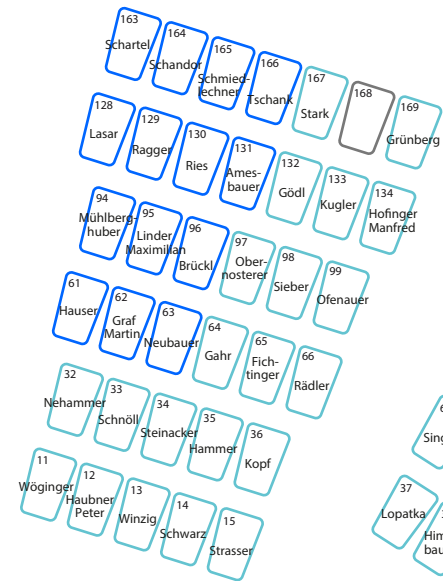 163
Schartel
164
Schandor
165
Schmied-
lechner
166
Tschank
167
Stark
168
169
Grünberg
128
Lasar
129
Ragger
130
Ries
131
Ames-
bauer
132
Gödl
133
Kugler
134
Hofinger
Manfred
94
Mühlberg-
huber
95
Linder
Maximilian
96
Brückl
97
Ober-
nosterer
98
Sieber
99
Ofenauer
61
Hauser
62
Graf
Martin
63
Neubauer
64
Gahr
65
Fich-
tinger
66
Rädler
32
Nehammer
33
Schnöll
34
Steinacker
35
Hammer
36
Kopf
11
Wöginger
12
Haubner
Peter
13
Winzig
14
Schwarz
15
Strasser
37
Lopatka